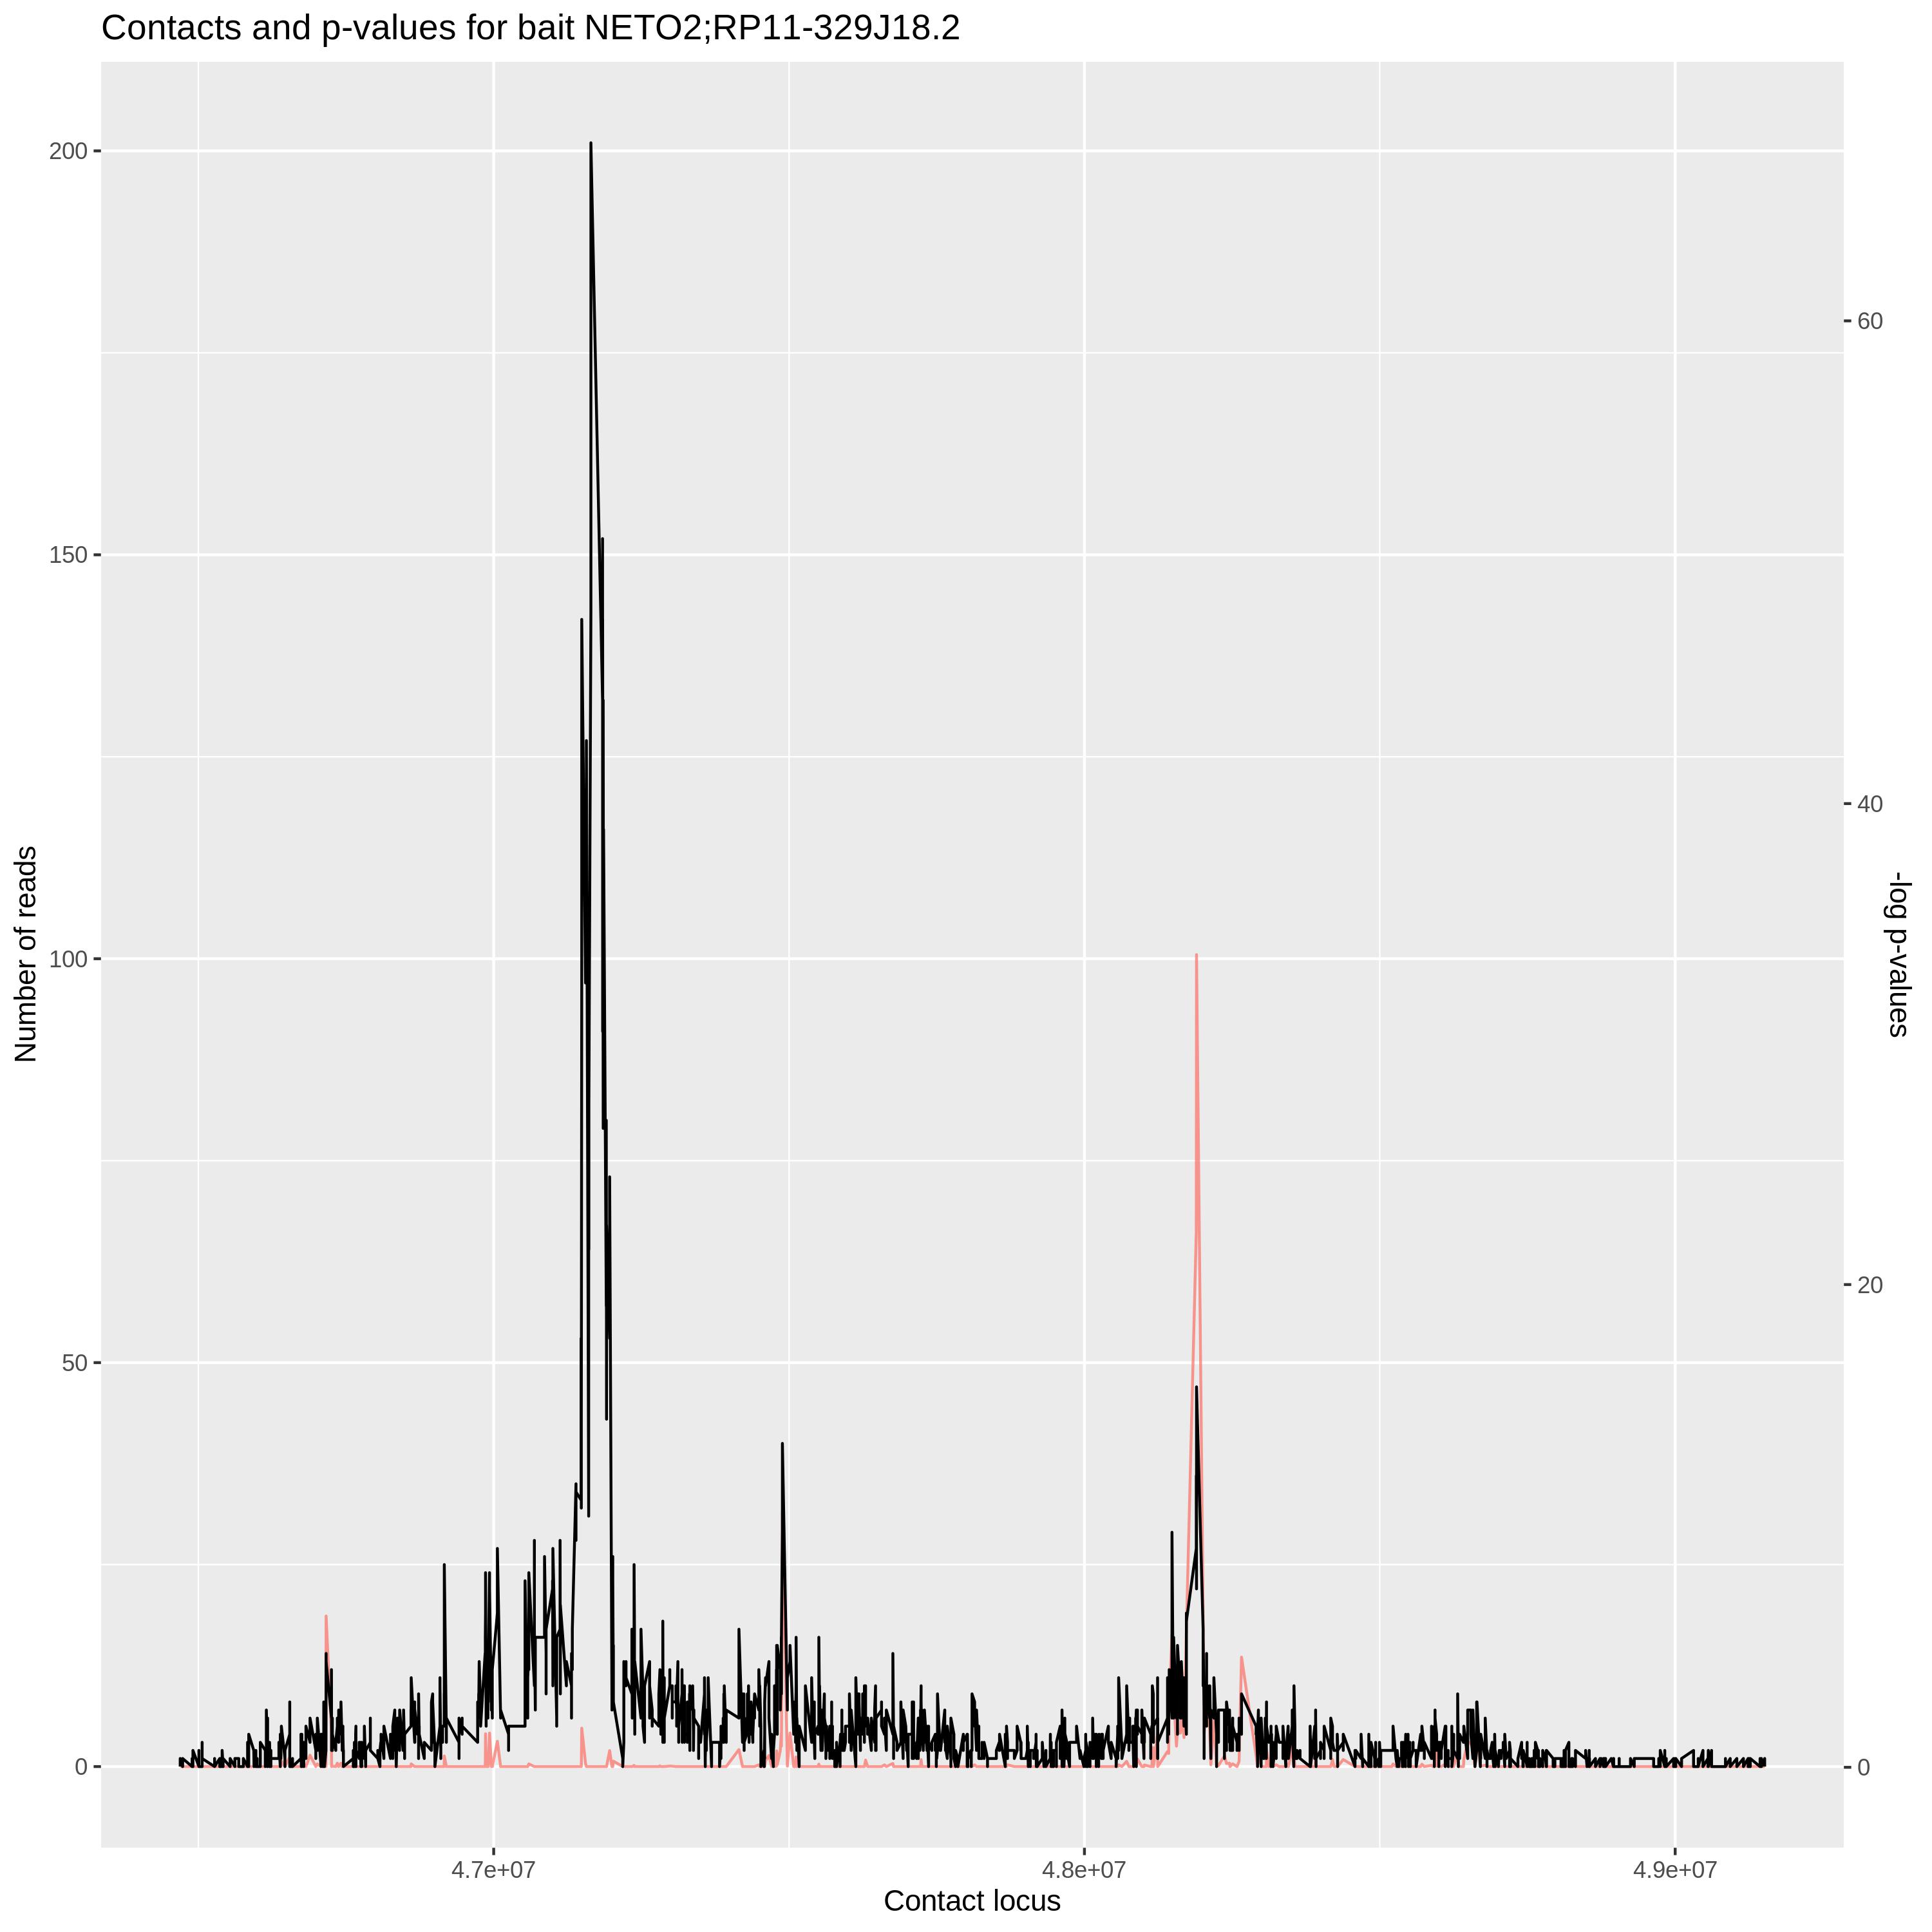 Contacts and p-values for bait NETO2;RP11-329J18.2
Number of reads
200
150
100
50
0
60
40
20
0
-log p-values
4.7e+07
4.8e+07
4.9e+07
Contact locus